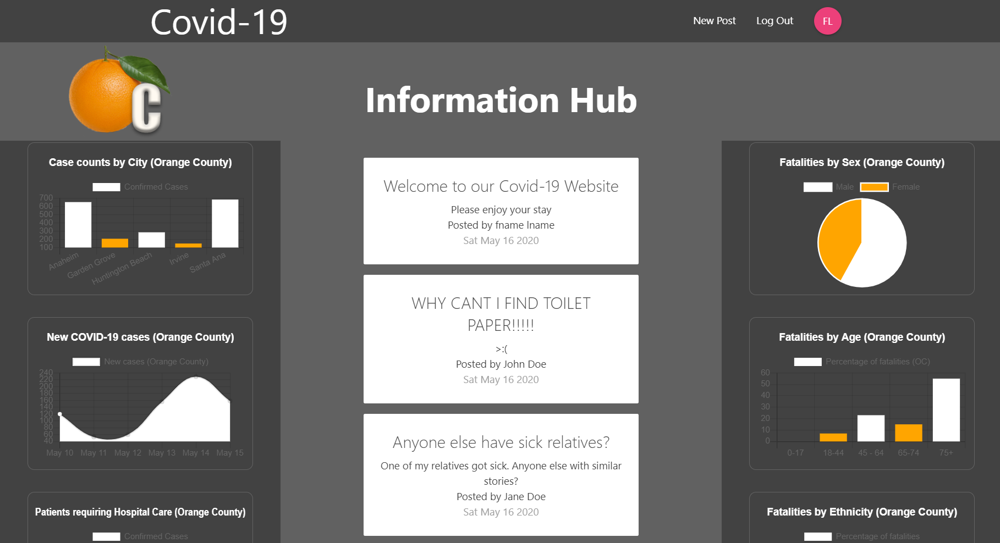 Covid-19
New Post
Log Out
FL
C
Information Hub
Case counts by City (Orange County)
Confirmed Cases
700
600
500
400
300
200
100
Anaheim
Garden Grove
Huntington Beach
Irvine
Santa Ana
New COVID-19 cases (Orange County)
New cases (Orange County)
240
220
200
180
160
140
120
100
80
60
40
May 10
May 11
May 12
May 13
May 14
May 15
Patients requiring Hospital Care (Orange County)
Confirmed Cases
Welcome to our Covid-19 Website
Please enjoy your stay
Posted by fname lname
Sat May 16 2020
WHY CANT I FIND TOILET
PAPER!!!!!
>:(
Posted by John Doe
Sat May 16 2020
Anyone else have sick relatives?
One of my relatives got sick. Anyone else with similar
stories?
Posted by Jane Doe
Sat May 16 2020
Fatalities by Sex (Orange County)
Male
Female
Fatalities by Age (Orange County)
Percentage of fatalities (OC)
60
50
40
30
20
10
0
0-17
18-44
45 - 64
65-74
75+
Fatalities by Ethnicity (Orange County)
Percentage of fatalities